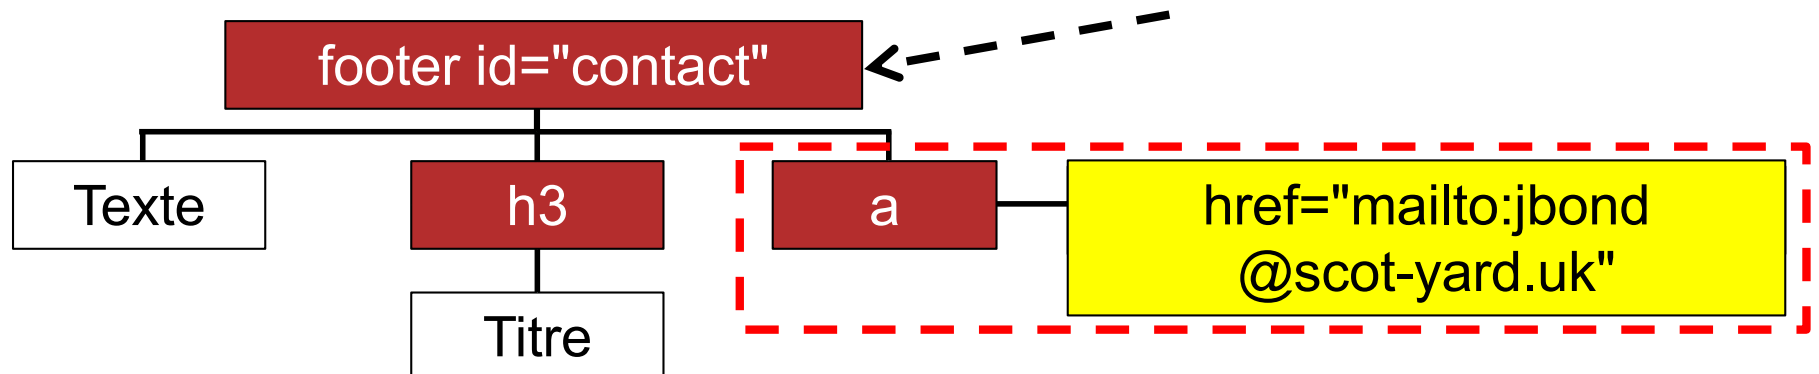 footer id="contact"
Texte
h3
a
href="mailto:jbond
@scot-yard.uk"
Titre